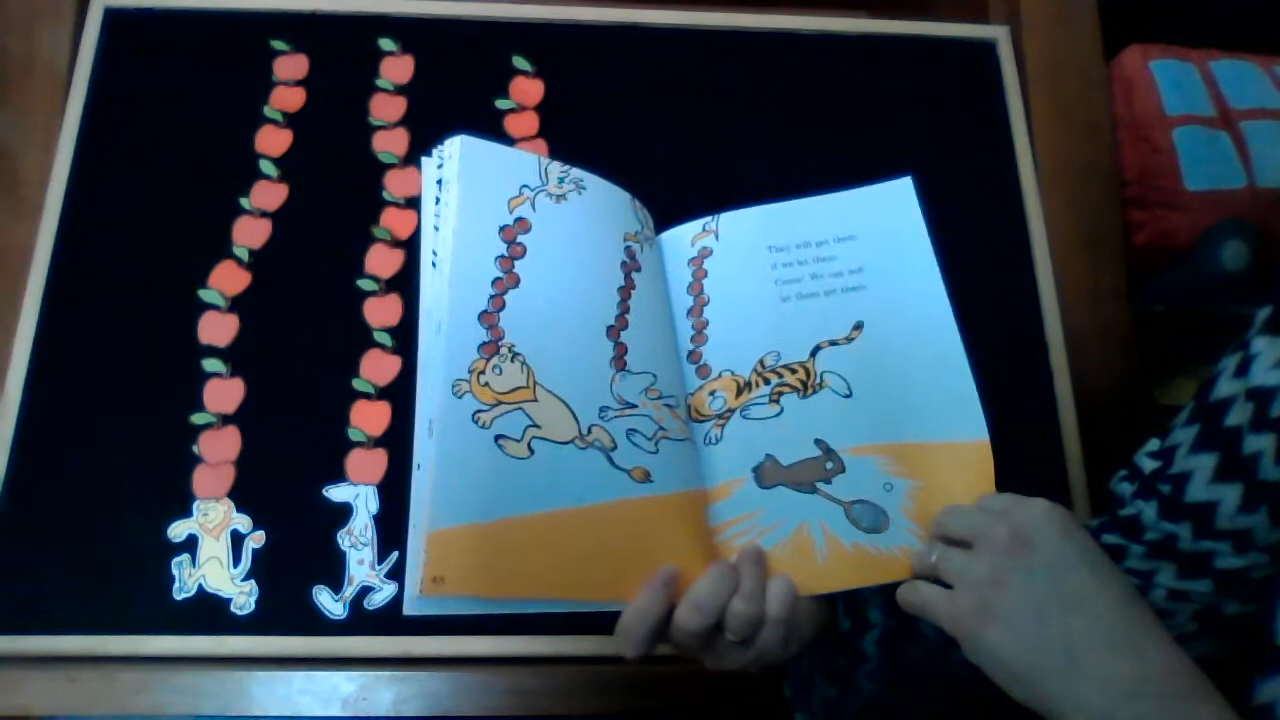 They will get them
if we let them.
Come! We can not
let them get them.